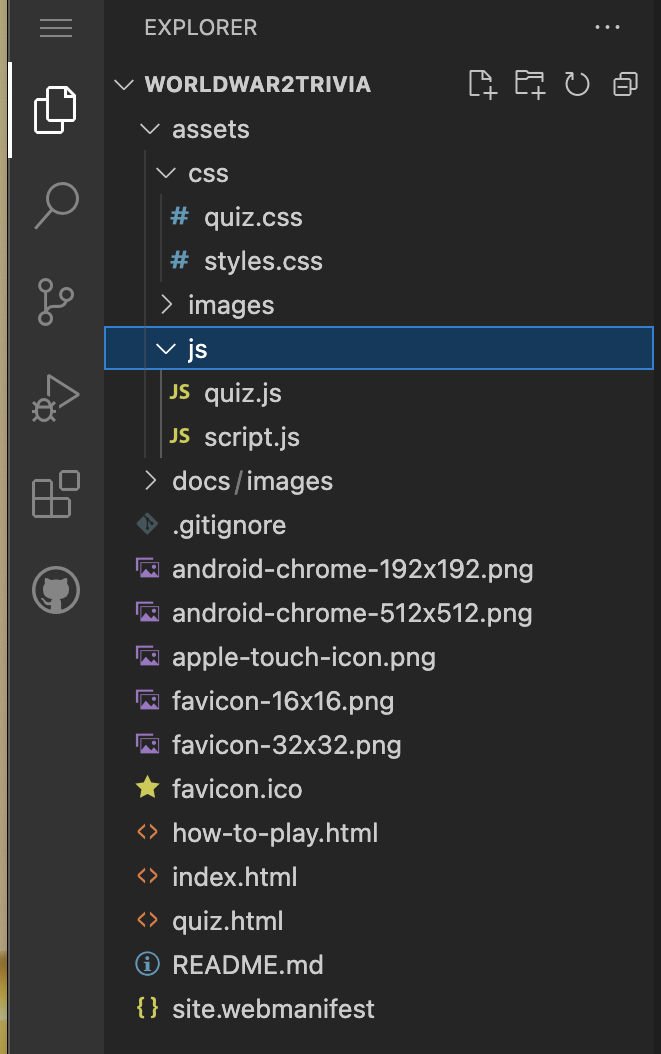 EXPLORER
WORLDWAR2TRIVIA
assets
css
# quiz.css
# styles.css
images
js
JS quiz.js
JS script.js
docs/images
.gitignore
android-chrome-192x192.png
android-chrome-512x512.png
apple-touch-icon.png
favicon-16x16.png
favicon-32x32.png
favicon.ico
<> how-to-play.html
<> index.html
<> quiz.html
README.md
{} site.webmanifest